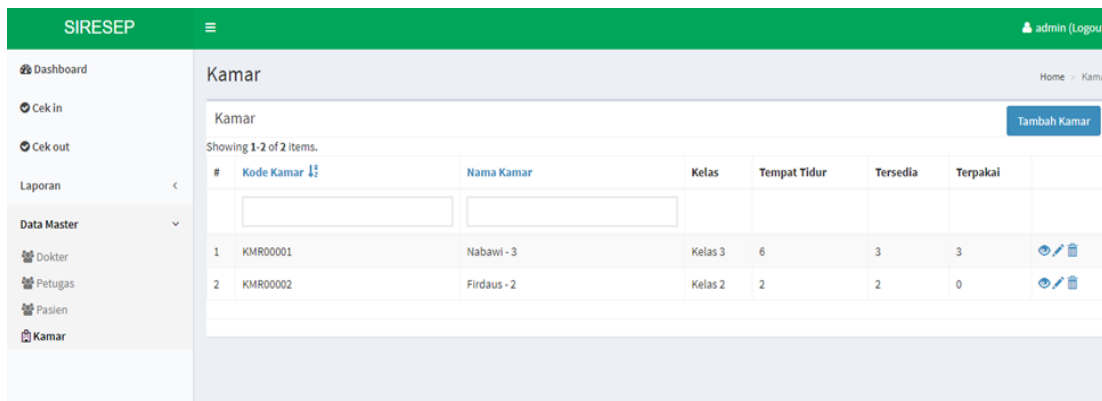 SIRESEP
admin (Logou
Dashboard
Cek in
Cek out
Laporan
Data Master
Dokter
Petugas
Pasien
Kamar
Kamar
Home > Kama
Kamar
Tambah Kamar
Showing 1-2 of 2 items.
# Kode Kamar Nama Kamar Kelas Tempat Tidur Tersedia Terpakai
1 KMR00001 Nabawi - 3 Kelas 3 6 3 3
2 KMR00002 Firdaus - 2 Kelas 2 2 2 0